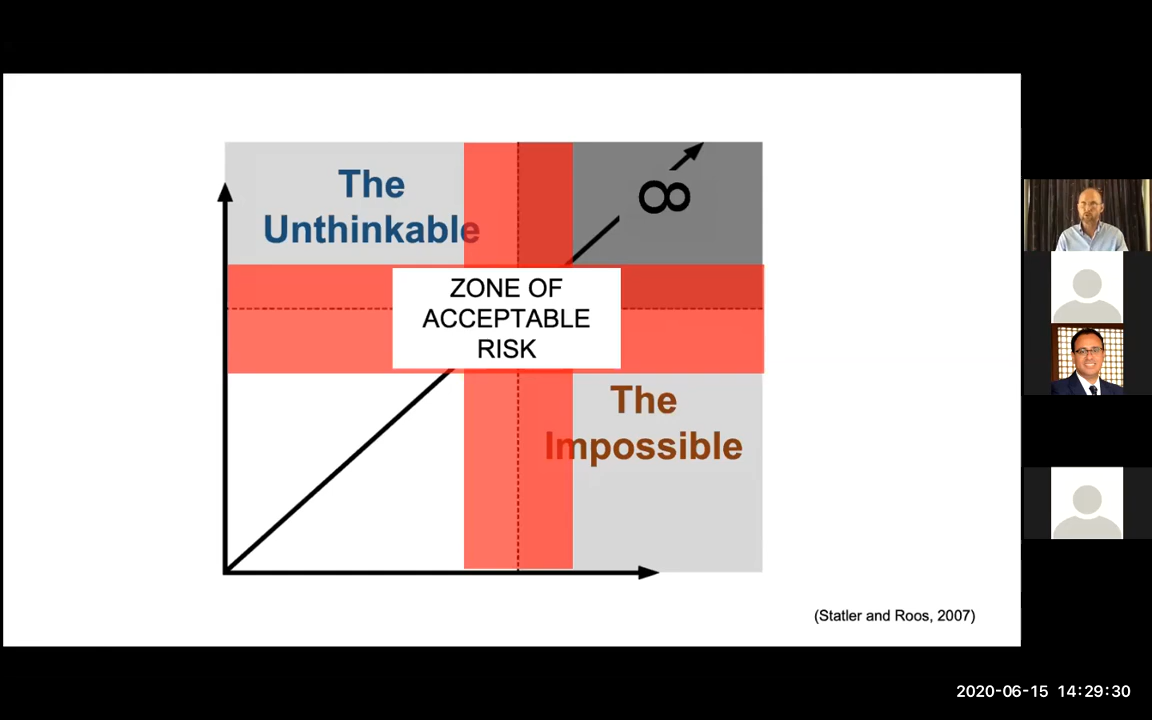 The
Unthinkable
∞
ZONE OF
ACCEPTABLE
RISK
The
Impossible
(Statler and Roos, 2007)
2020-06-15 14:29:30